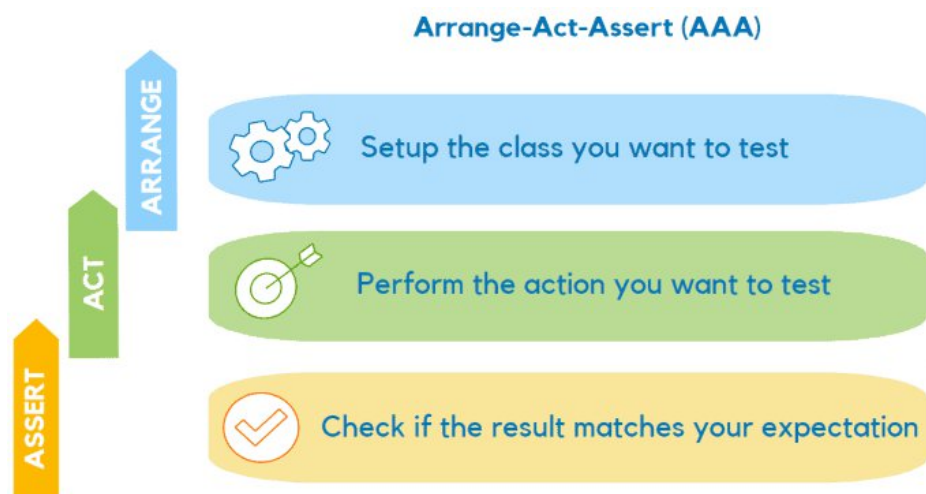 Arrange-Act-Assert (AAA)
ARRANGE
Setup the class you want to test
ACT
Perform the action you want to test
ASSERT
Check if the result matches your expectation